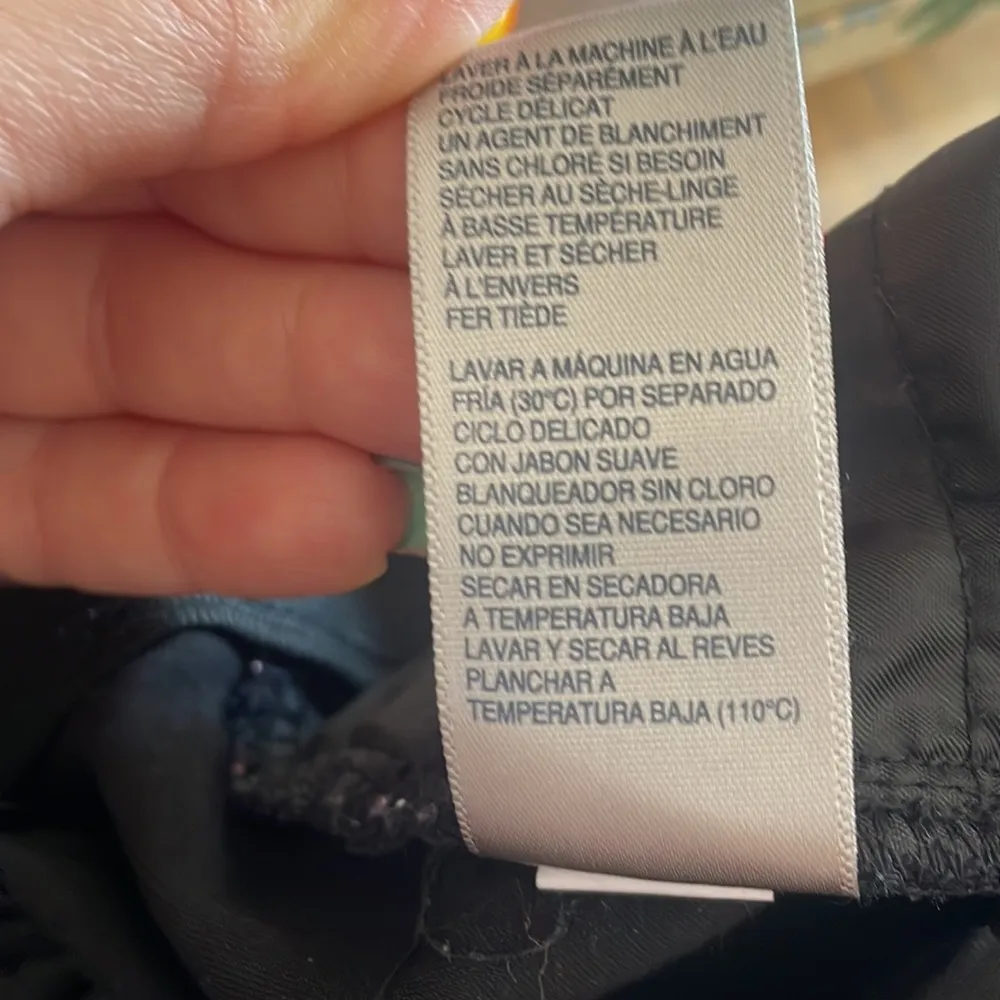 LAVER À LA MACHINE À L'EAU
FROIDE SÉPARÉMENT
CYCLE DÉLICAT
UN AGENT DE BLANCHIMENT
SANS CHLORE SI BESOIN
SÉCHER AU SÈCHE-LINGE
À BASSE TEMPÉRATURE
LAVER ET SÉCHER
À L'ENVERS
FER TIÈDE
LAVAR A MÁQUINA EN AGUA
FRÍA (30°C) POR SEPARADO
CICLO DELICADO
CON JABON SUAVE
BLANQUEADOR SIN CLORO
CUANDO SEA NECESARIO
NO EXPRIMIR
SECAR EN SECADORA
A TEMPERATURA BAJA
LAVAR Y SECAR AL REVES
PLANCHAR A
TEMPERATURA BAJA (110°C)